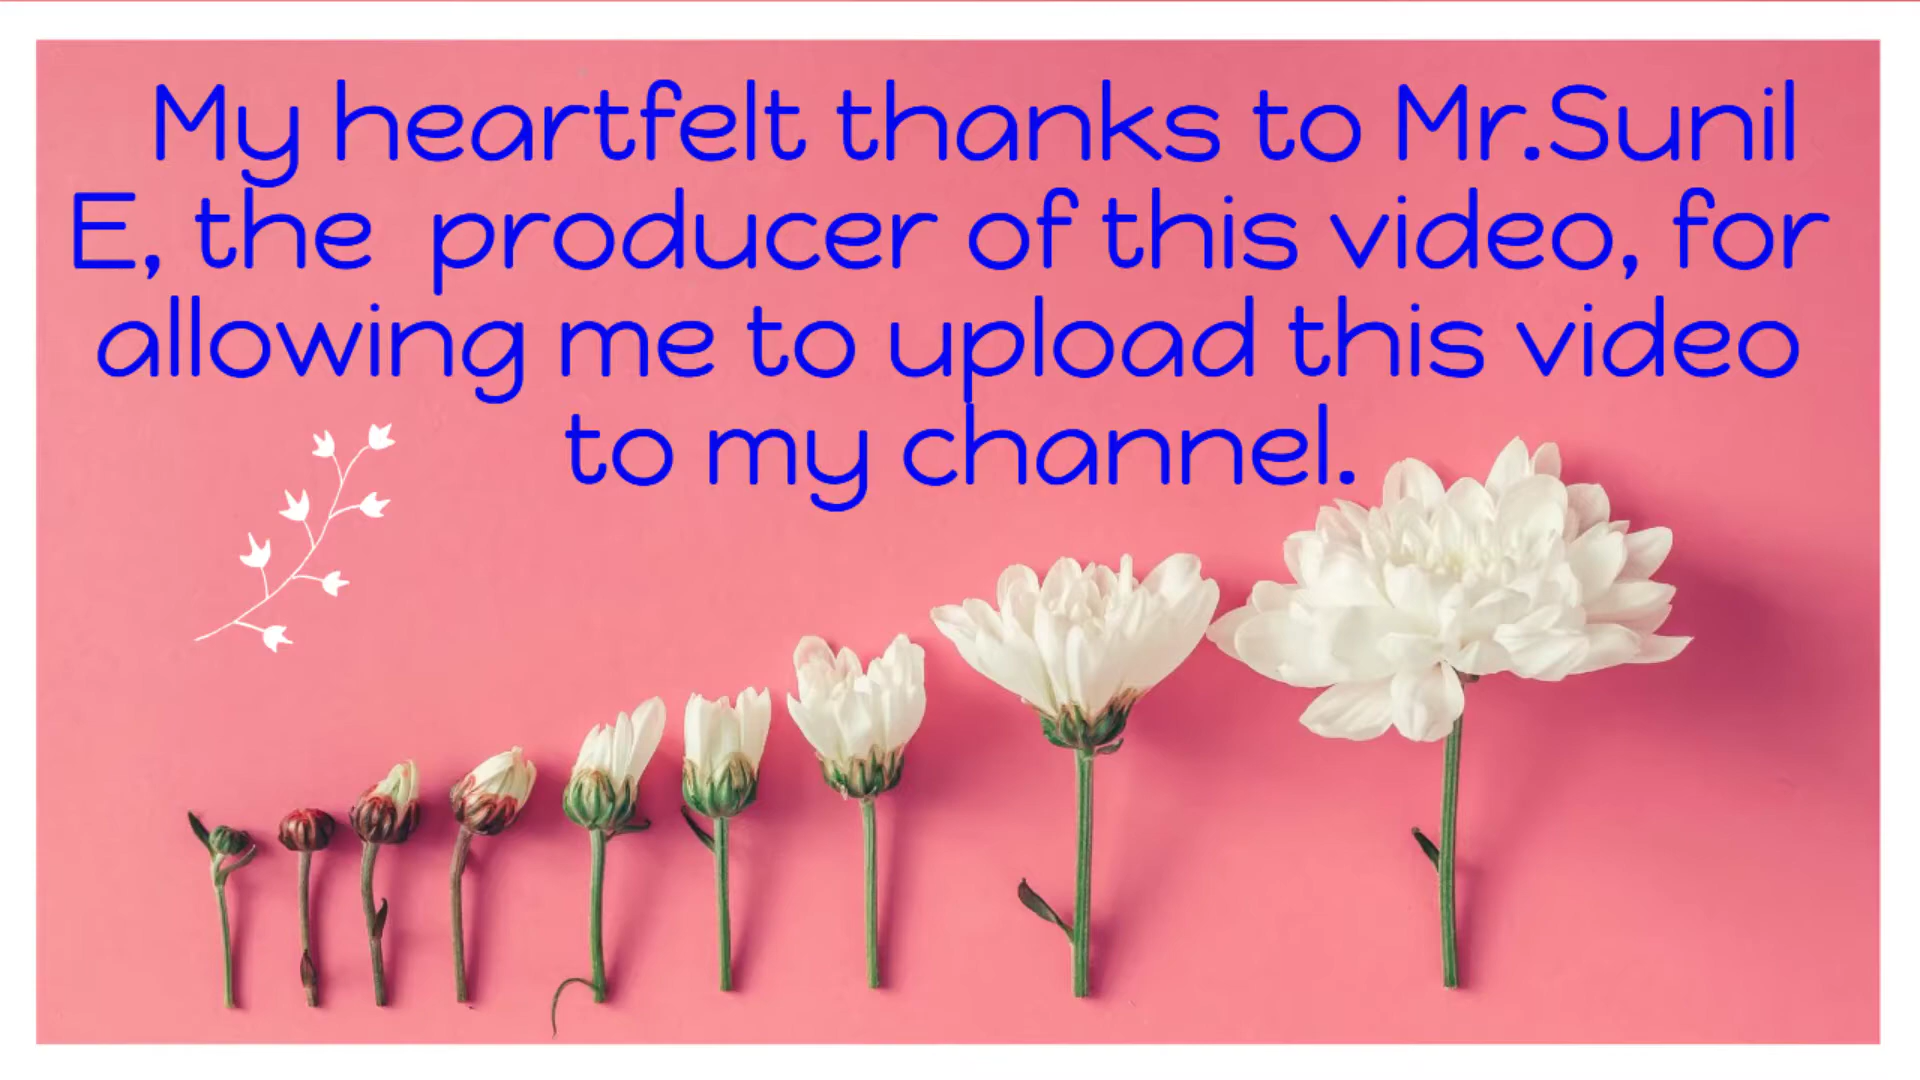 My heartfelt thanks to Mr.Sunil
E, the  producer of this video, for
allowing me to upload this video
to my channel.